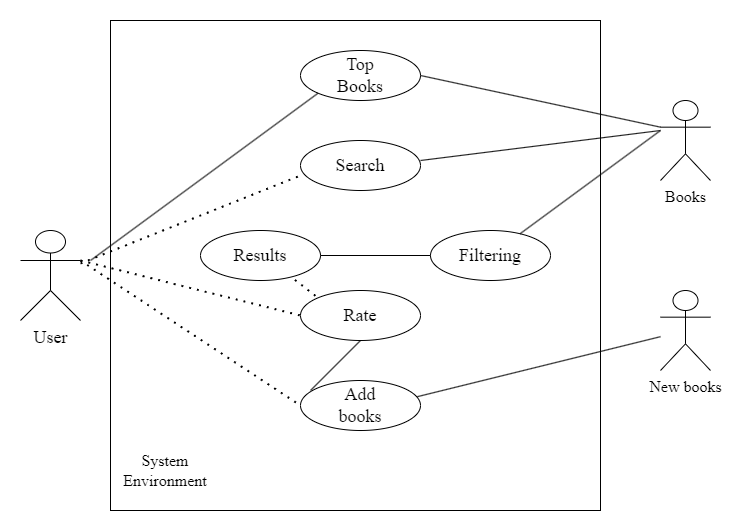 Top
Books
Search
Books
Results
Filtering
Rate
User
New books
Add
books
System
Environment